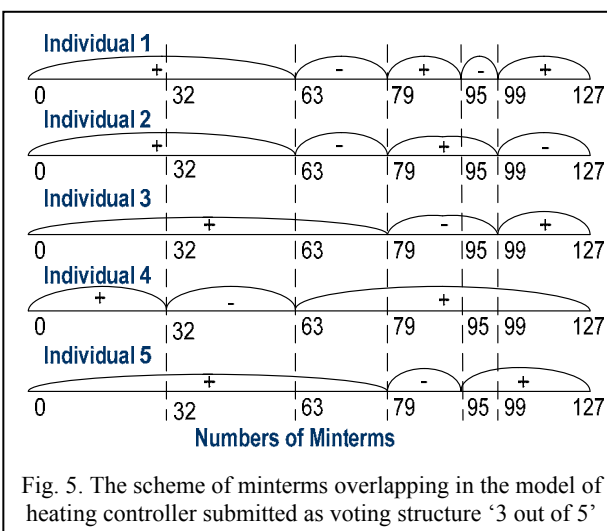 Individual 1
+ - + - +
0 32 63 79 95 99 127
Individual 2
+ - + -
0 32 63 79 95 99 127
Individual 3
+ - +
0 32 63 79 95 99 127
Individual 4
+ - +
0 32 63 79 95 99 127
Individual 5
+ - +
0 32 63 79 95 99 127
Numbers of Minterms
Fig. 5. The scheme of minterms overlapping in the model of
heating controller submitted as voting structure ‘3 out of 5’